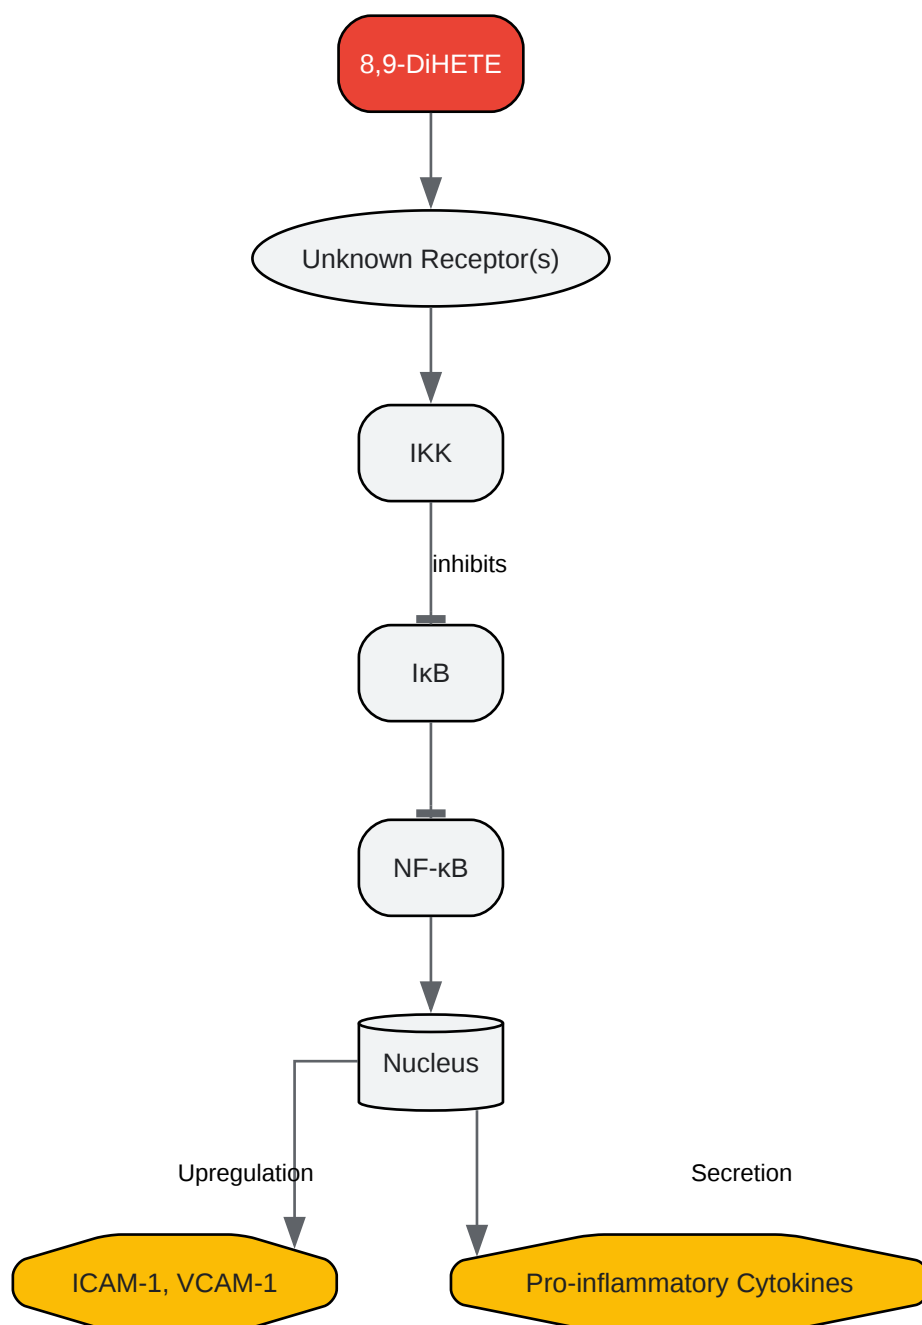 8,9-DiHETE
Unknown Receptor(s)
IKK
inhibits
IκB
NF-κB
Nucleus
Upregulation
Secretion
ICAM-1, VCAM-1
Pro-inflammatory Cytokines